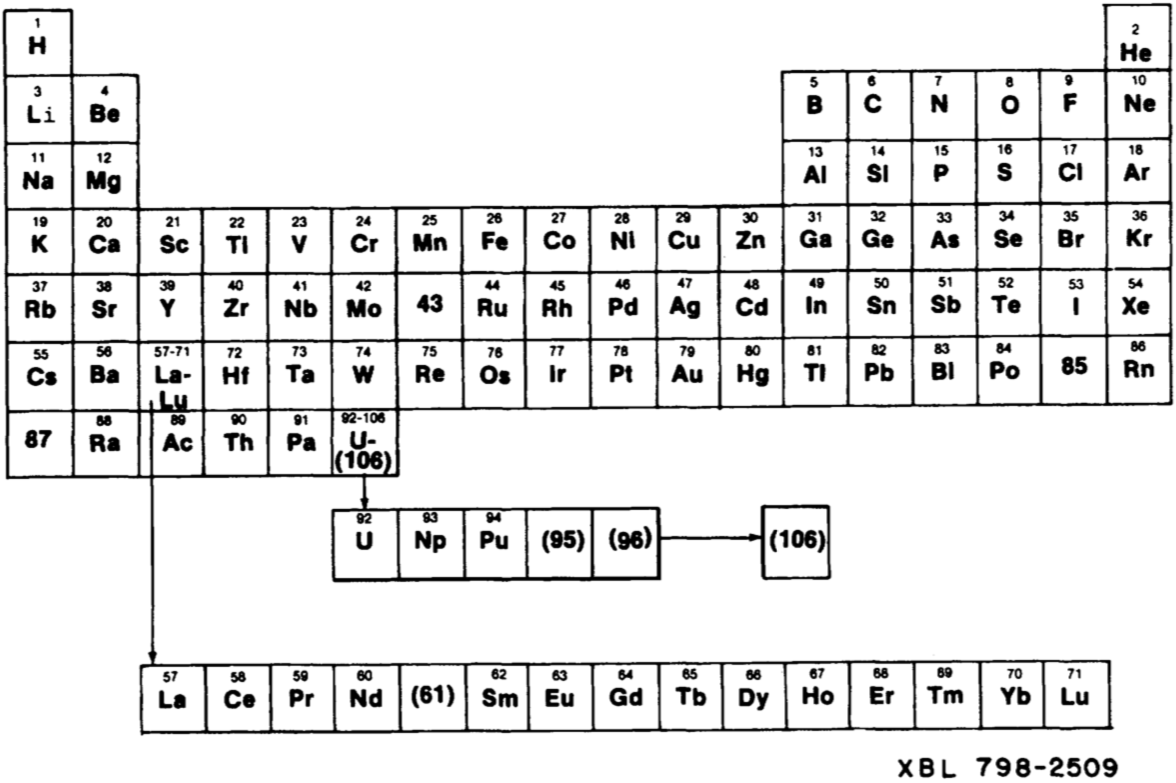 1 2
H He
3 4 5 6 7 8 9 10
Li Be B C N O F Ne
11 12 13 14 15 16 17 18
Na Mg Al Si P S Cl Ar
19 20 21 22 23 24 25 26 27 28 29 30 31 32 33 34 35 36
K Ca Sc Ti V Cr Mn Fe Co Ni Cu Zn Ga Ge As Se Br Kr
37 38 39 40 41 42 44 45 46 47 48 49 50 51 52 53 54
Rb Sr Y Zr Nb Mo 43 Ru Rh Pd Ag Cd In Sn Sb Te I Xe
55 56 57-71 72 73 74 75 76 77 78 79 80 81 82 83 84 86
Cs Ba La- Hf Ta W Re Os Ir Pt Au Hg Tl Pb Bi Po 85 Rn
Lu
88 89 90 91 92-106
87 Ra Ac Th Pa U-
(106)
92 93 94
U Np Pu (95) (96) (106)
57 58 59 60 62 63 64 65 66 67 68 69 70 71
La Ce Pr Nd (61) Sm Eu Gd Tb Dy Ho Er Tm Yb Lu
XBL 798-2509